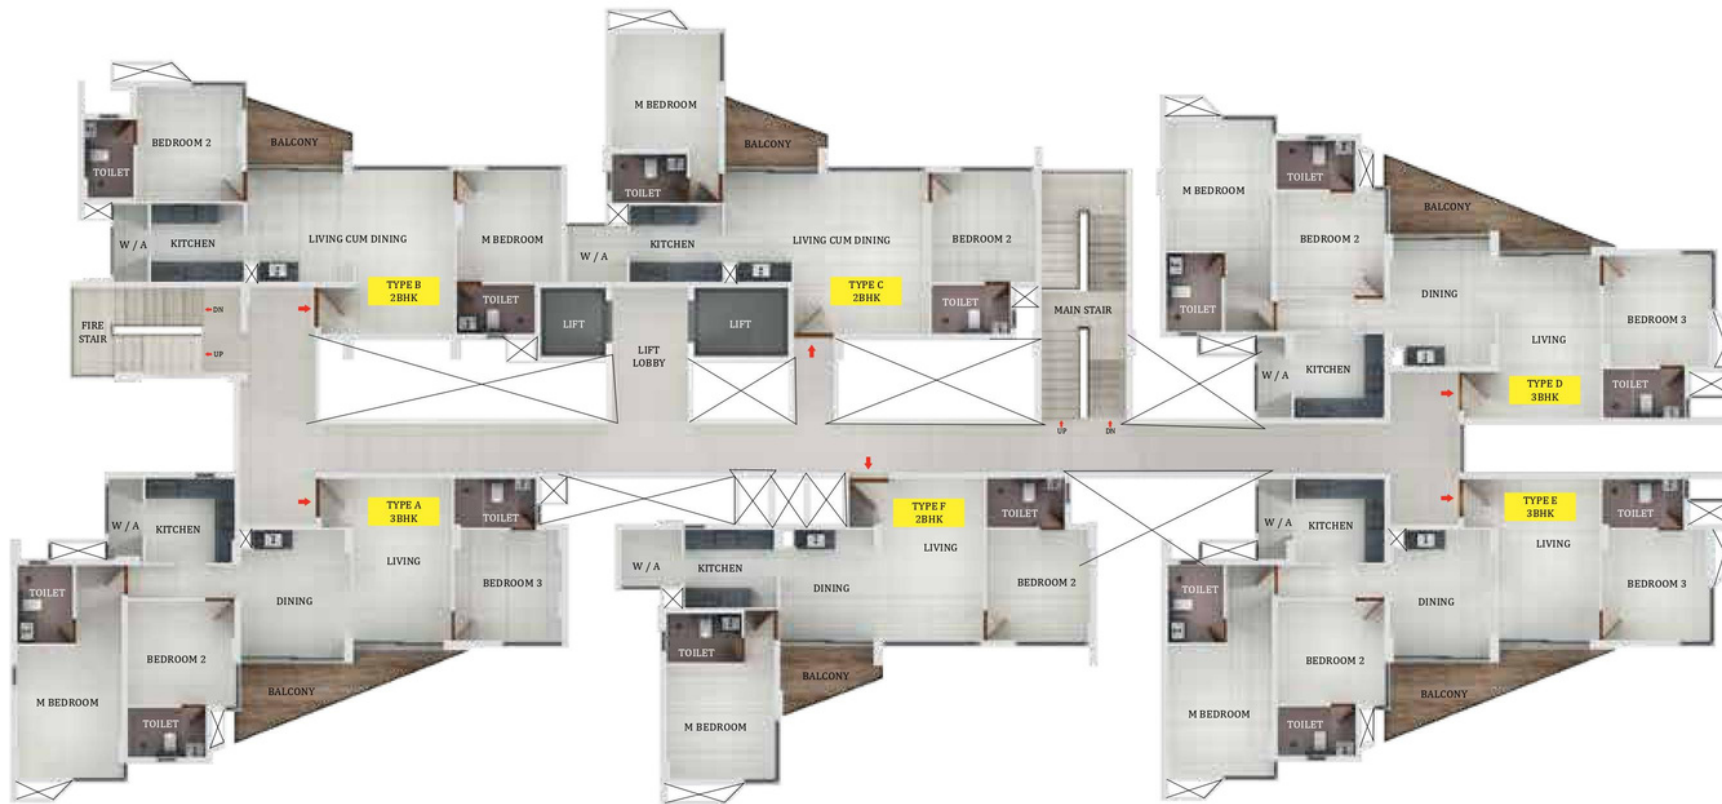 M BEDROOM
BEDROOM 2
BALCONY
TOILET
W / A
KITCHEN
LIVING CUM DINING
M BEDROOM
TYPE B
2BHK
TOILET
BALCONY
TOILET
W / A
KITCHEN
LIVING CUM DINING
BEDROOM 2
TYPE C
2BHK
TOILET
M BEDROOM
TOILET
BALCONY
BEDROOM 2
DINING
TOILET
LIVING
BEDROOM 3
KITCHEN
W / A
TYPE D
3BHK
TOILET
FIRE
STAIR
DN
UP
LIFT
LIFT
LIFT
LOBBY
MAIN STAIR
UP
DN
TYPE A
3BHK
TOILET
W / A
KITCHEN
LIVING
BEDROOM 3
TOILET
DINING
BEDROOM 2
BALCONY
M BEDROOM
TOILET
TYPE F
2BHK
TOILET
LIVING
W / A
KITCHEN
DINING
BEDROOM 2
TOILET
BALCONY
M BEDROOM
TYPE E
3BHK
TOILET
W / A
KITCHEN
LIVING
BEDROOM 3
TOILET
DINING
BEDROOM 2
BALCONY
M BEDROOM
TOILET